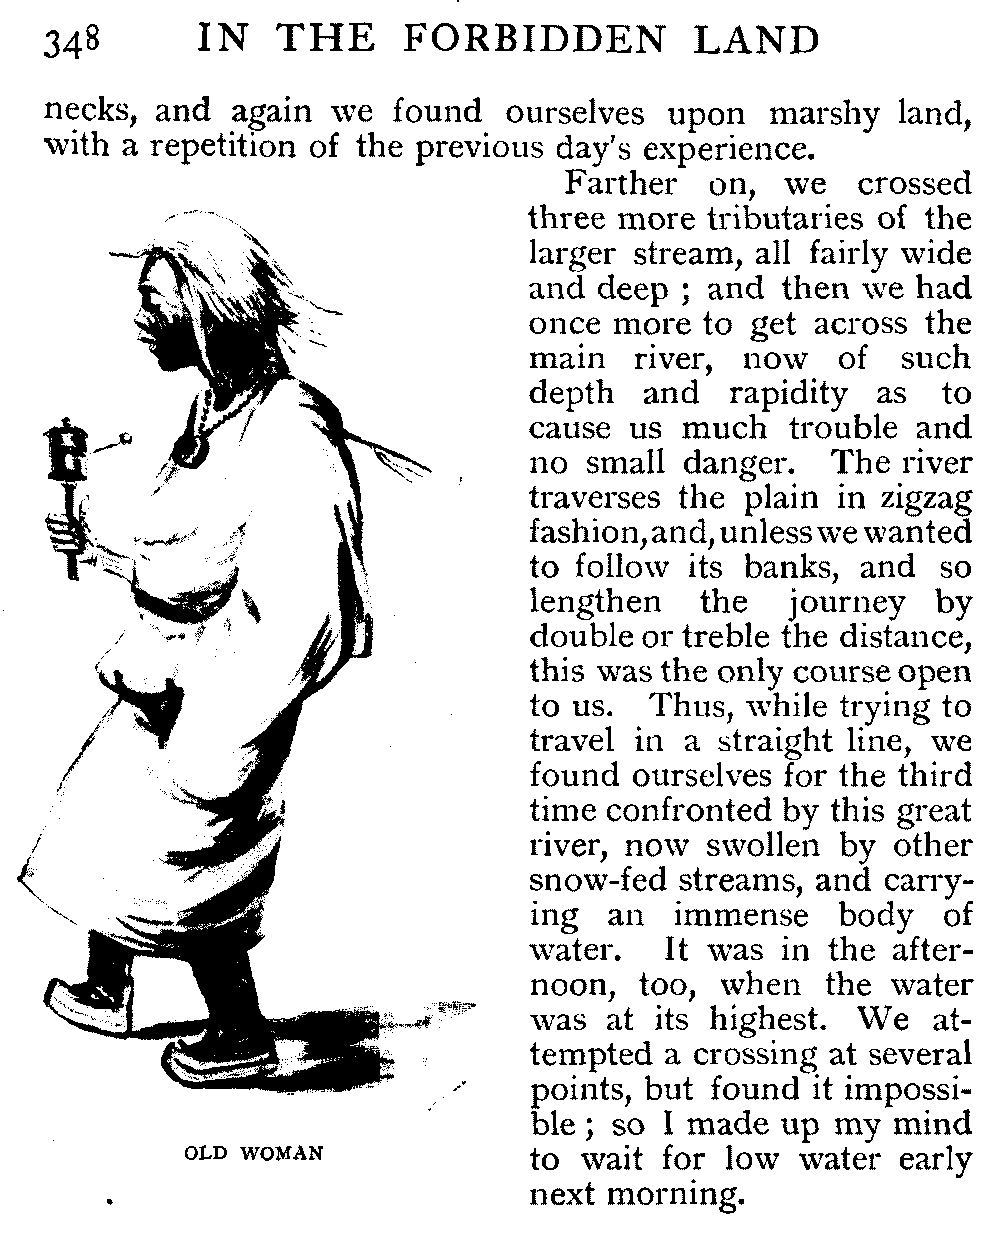 348 IN THE FORBIDDEN LAND
necks, and again we found ourselves upon marshy land,
with a repetition of the previous day's experience.
Farther on, we crossed
three more tributaries of the
larger stream, all fairly wide
and deep ; and then we had
once more to get across the
main river, now of such
depth and rapidity as to
cause us much trouble and
no small danger. The river
traverses the plain in zigzag
fashion, and, unless we wanted
to follow its banks, and so
lengthen the journey by
double or treble the distance,
this was the only course open
to us. Thus, while trying to
travel in a straight line, we
found ourselves for the third
time confronted by this great
river, now swollen by other
snow-fed streams, and carry-
ing an immense body of
water. It was in the after-
noon, too, when the water
was at its highest. We at-
tempted a crossing at several
points, but found it impossi-
ble ; so I made up my mind
to wait for low water early
next morning.
OLD WOMAN